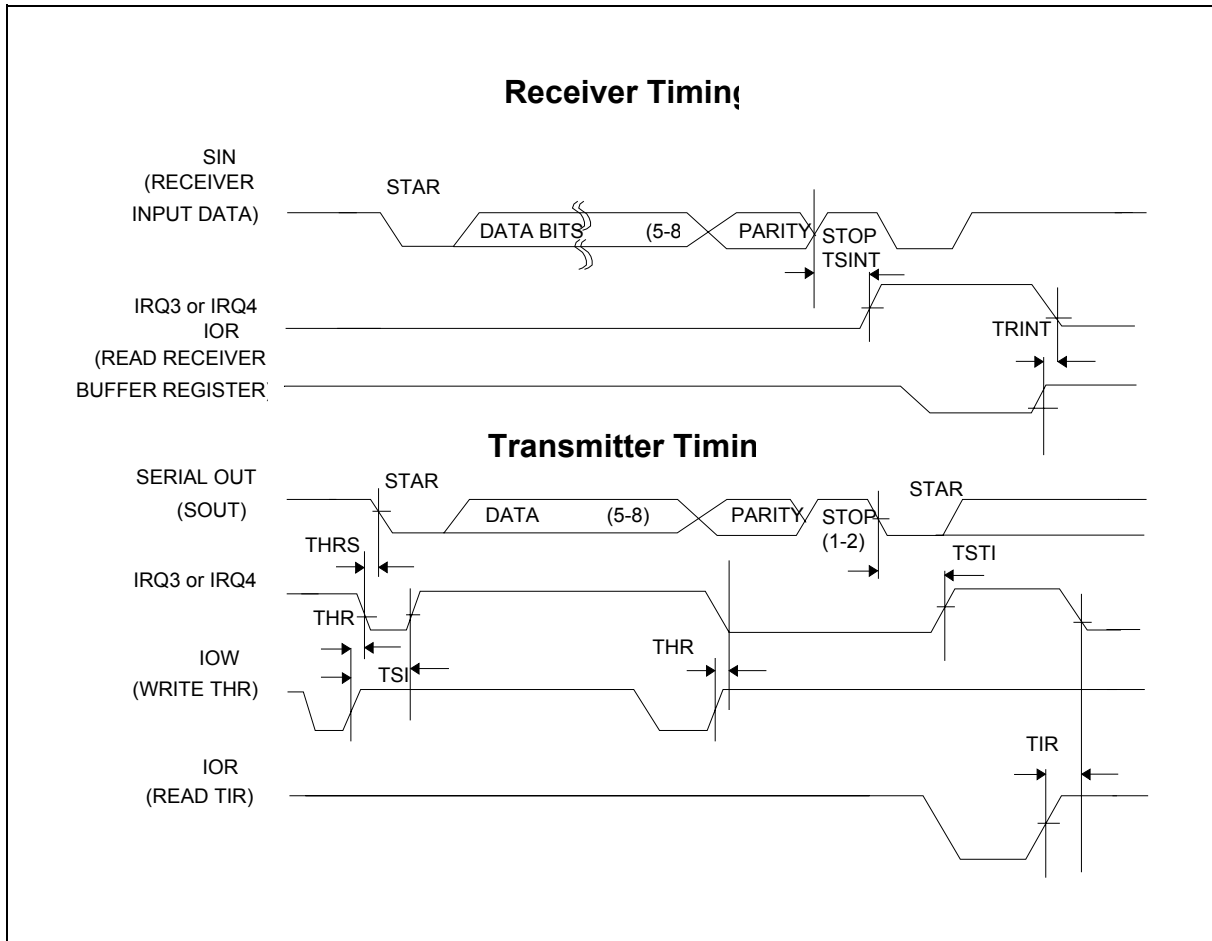 Receiver Timing
SIN
(RECEIVER
INPUT DATA)
STAR
DATA BITS (5-8
PARITY
STOP
TSINT
IRQ3 or IRQ4
IOR
(READ RECEIVER
BUFFER REGISTER)
TRINT
Transmitter Timin
SERIAL OUT
(SOUT)
STAR
DATA (5-8)
PARITY
STOP
(1-2)
STAR
THRS
TSTI
IRQ3 or IRQ4
THR
THR
IOW
(WRITE THR)
TSI
TIR
IOR
(READ TIR)